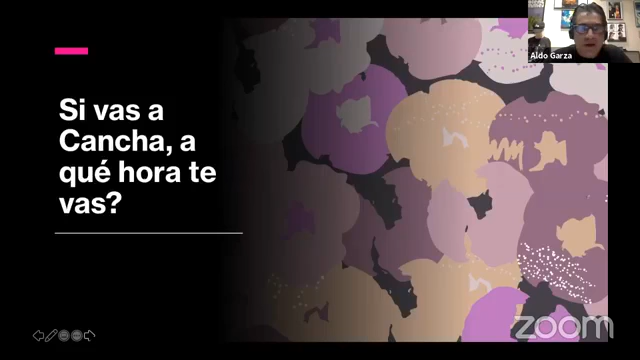 Aldo Garza
Si vas a
Cancha, a
qué hora te
vas?
zoom